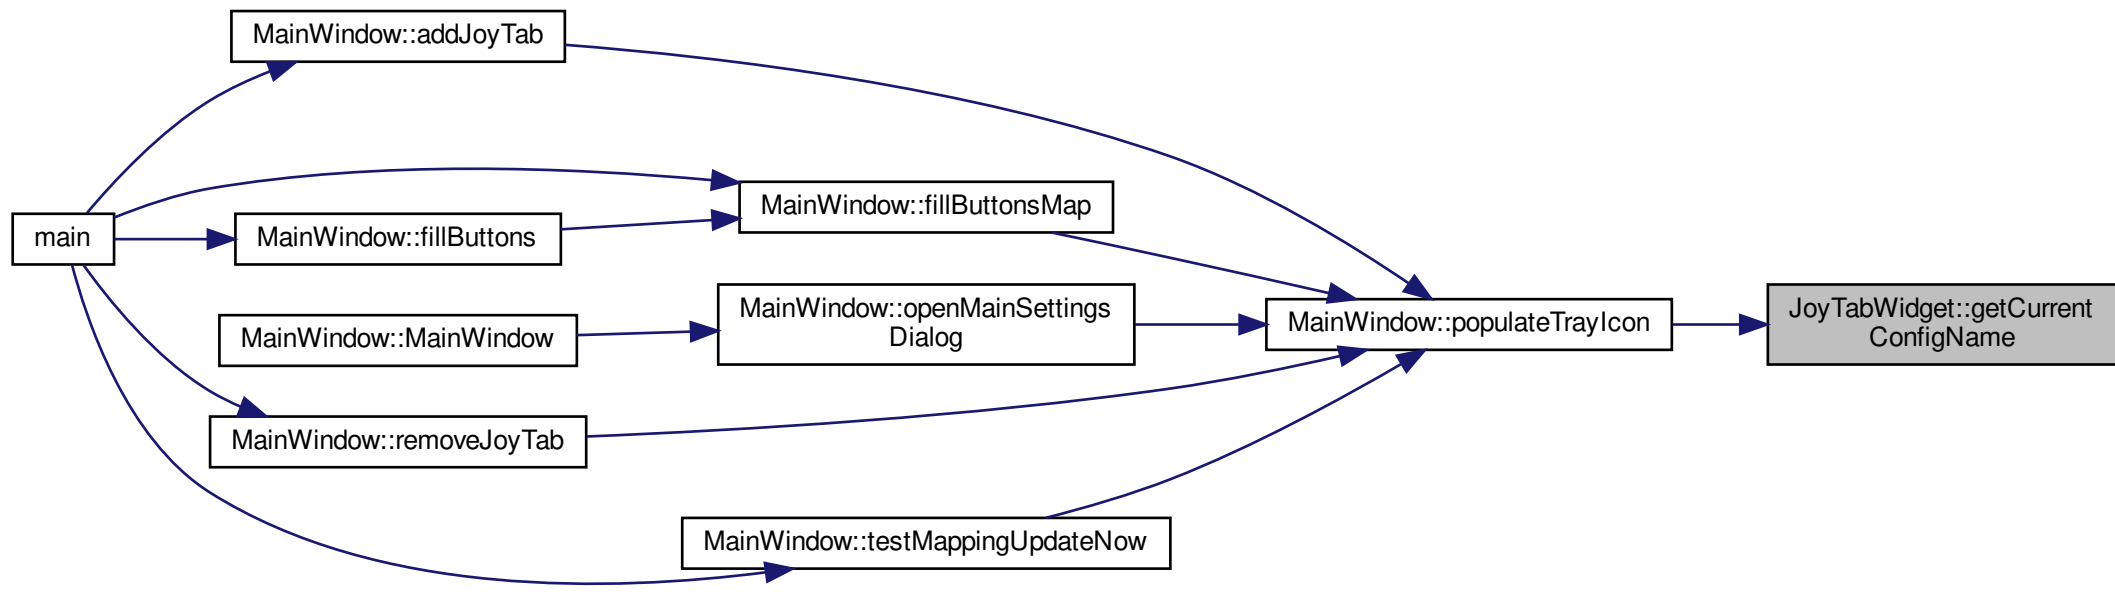 MainWindow::addJoyTab
MainWindow::fillButtonsMap
main
MainWindow::fillButtons
MainWindow::openMainSettings
Dialog
MainWindow::MainWindow
MainWindow::populateTrayIcon
JoyTabWidget::getCurrent
ConfigName
MainWindow::removeJoyTab
MainWindow::testMappingUpdateNow